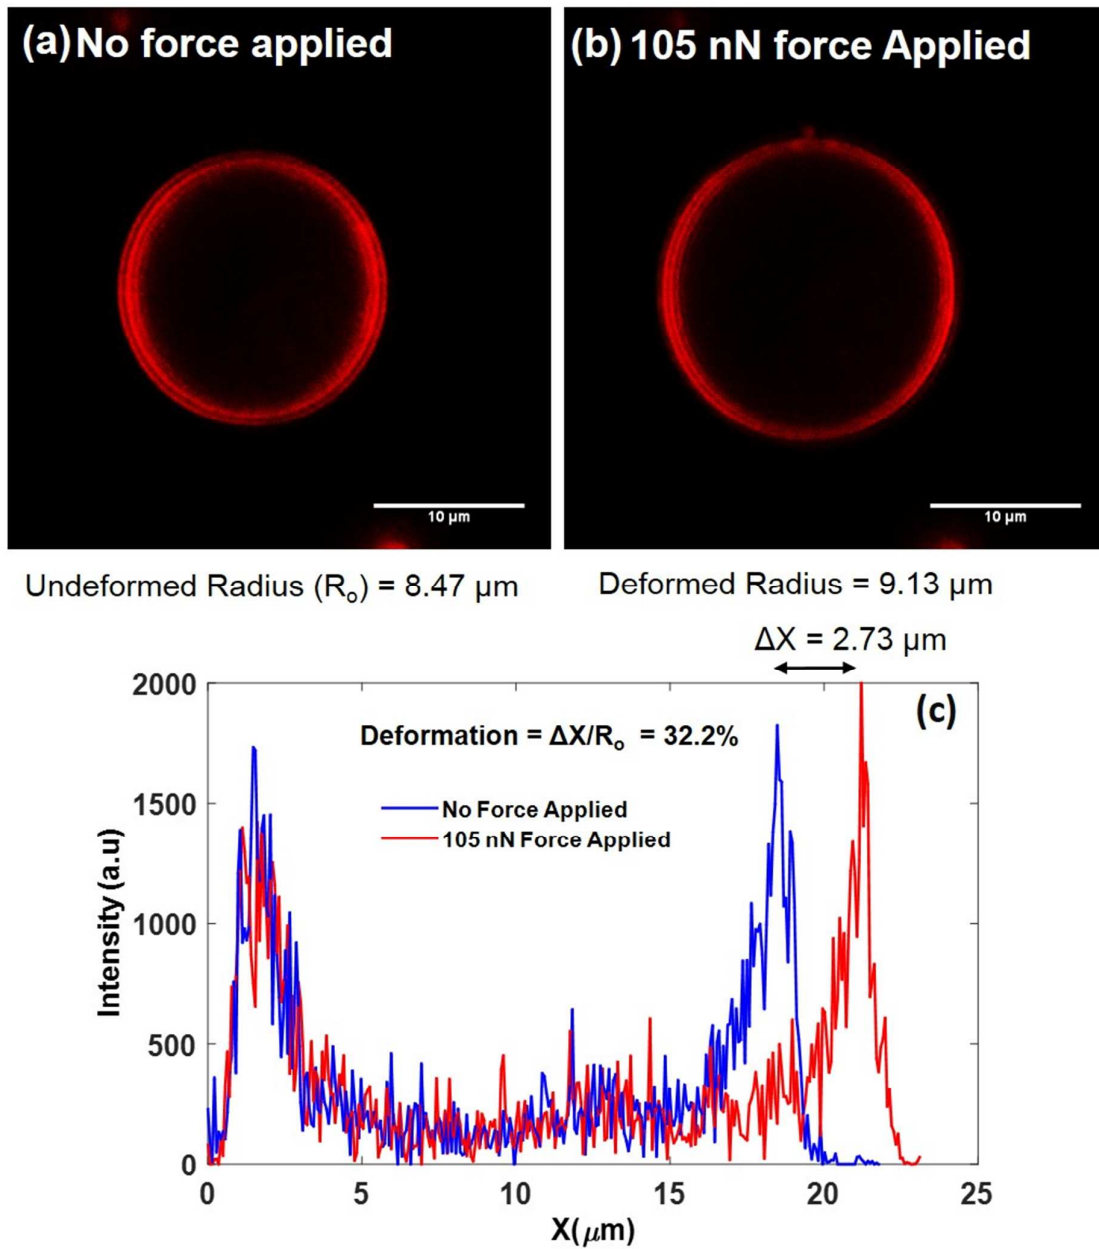 (a) No force applied
(b) 105 nN force Applied
10 µm
10 µm
Undeformed Radius (Rₒ) = 8.47 µm
Deformed Radius = 9.13 µm
ΔX = 2.73 µm
(c)
Deformation = ΔX/Rₒ = 32.2%
No Force Applied
105 nN Force Applied
2000
1500
1000
500
0
Intensity (a.u)
0 5 10 15 20 25
X(µm)